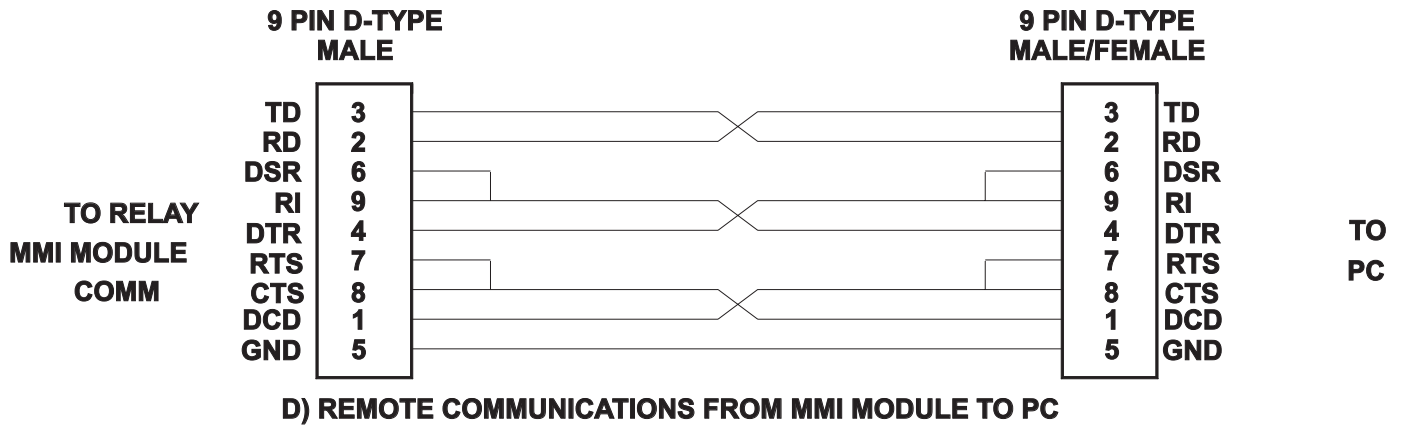 9 PIN D-TYPE
MALE
9 PIN D-TYPE
MALE/FEMALE
TO RELAY
MMI MODULE
COMM
TD 3
RD 2
DSR 6
RI 9
DTR 4
RTS 7
CTS 8
DCD 1
GND 5
3 TD
2 RD
6 DSR
9 RI
4 DTR
7 RTS
8 CTS
1 DCD
5 GND
TO
PC
D) REMOTE COMMUNICATIONS FROM MMI MODULE TO PC